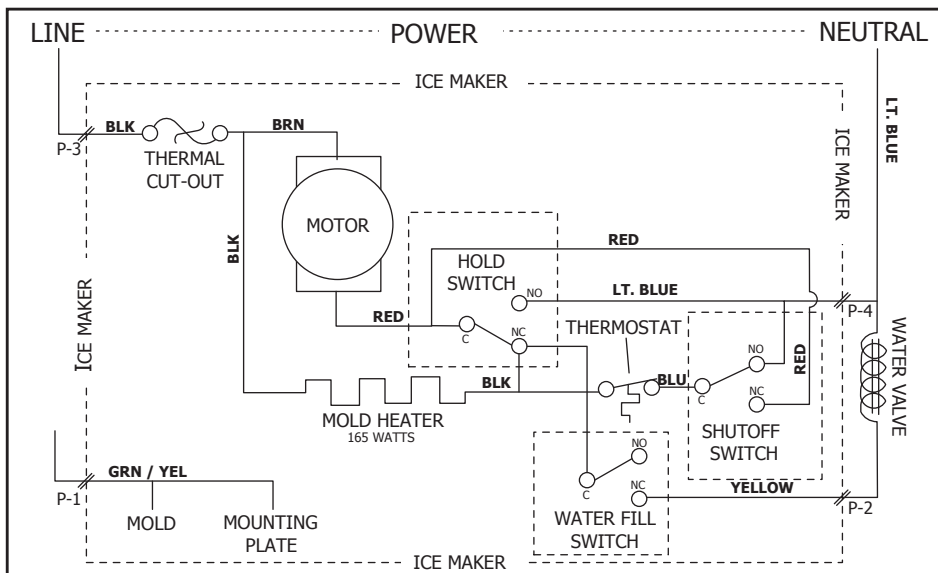 LINE POWER NEUTRAL
ICE MAKER
BLK
BRN
P-3
THERMAL
CUT-OUT
LT. BLUE
ICE MAKER
MOTOR
BLK
RED
HOLD
SWITCH
NO
LT. BLUE
P-4
RED
C
NC
THERMOSTAT
ICE MAKER
BLK
BLU
C
NO
NC
RED
WATER VALVE
MOLD HEATER
165 WATTS
SHUTOFF
SWITCH
NO
C
NC
YELLOW
P-2
WATER FILL
SWITCH
GRN / YEL
P-1
MOLD
MOUNTING
PLATE
ICE MAKER